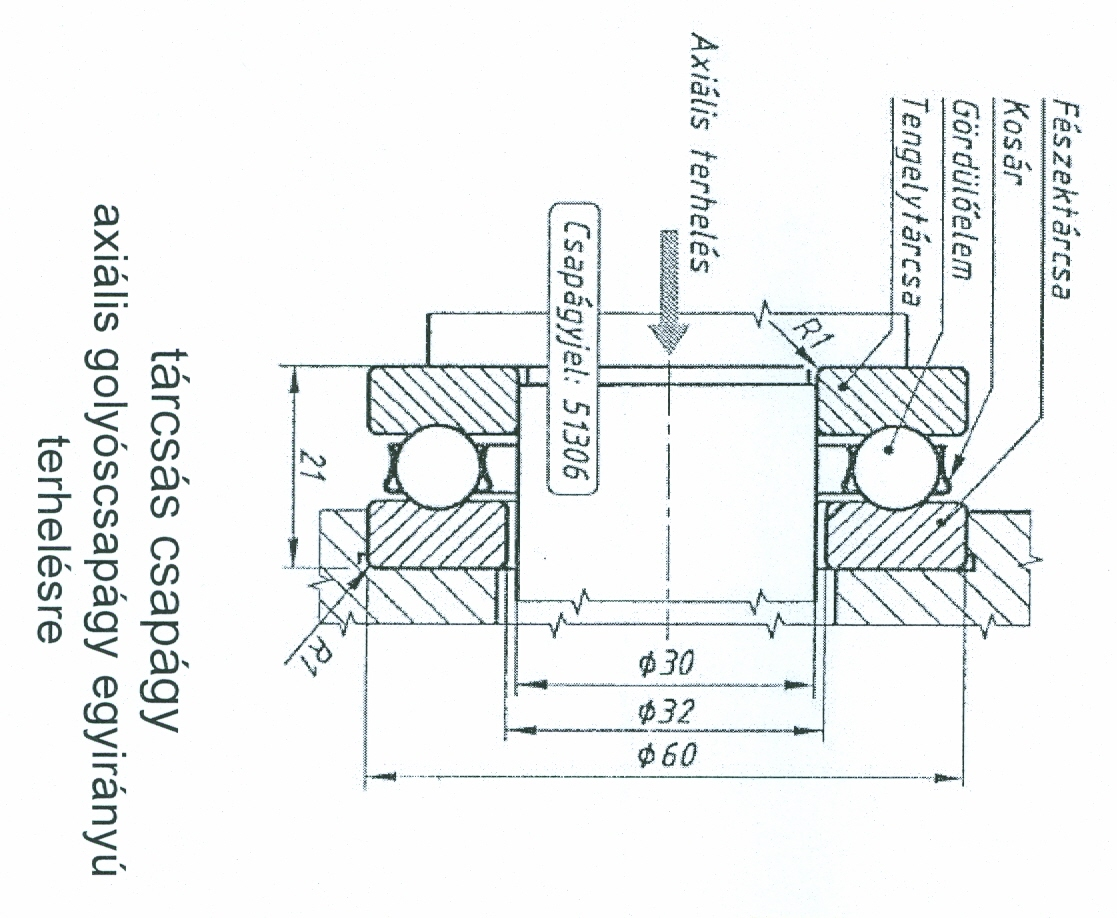 Fészektárcsa
Kosár
Gördülőelem
Tengelytárcsa
Axiális terhelés
R1
Csapágyjel: 51306
21
R1
ϕ30
ϕ32
ϕ60
tárcsás csapágy
axiális golyóscsapágy egyirányú
terhelésre